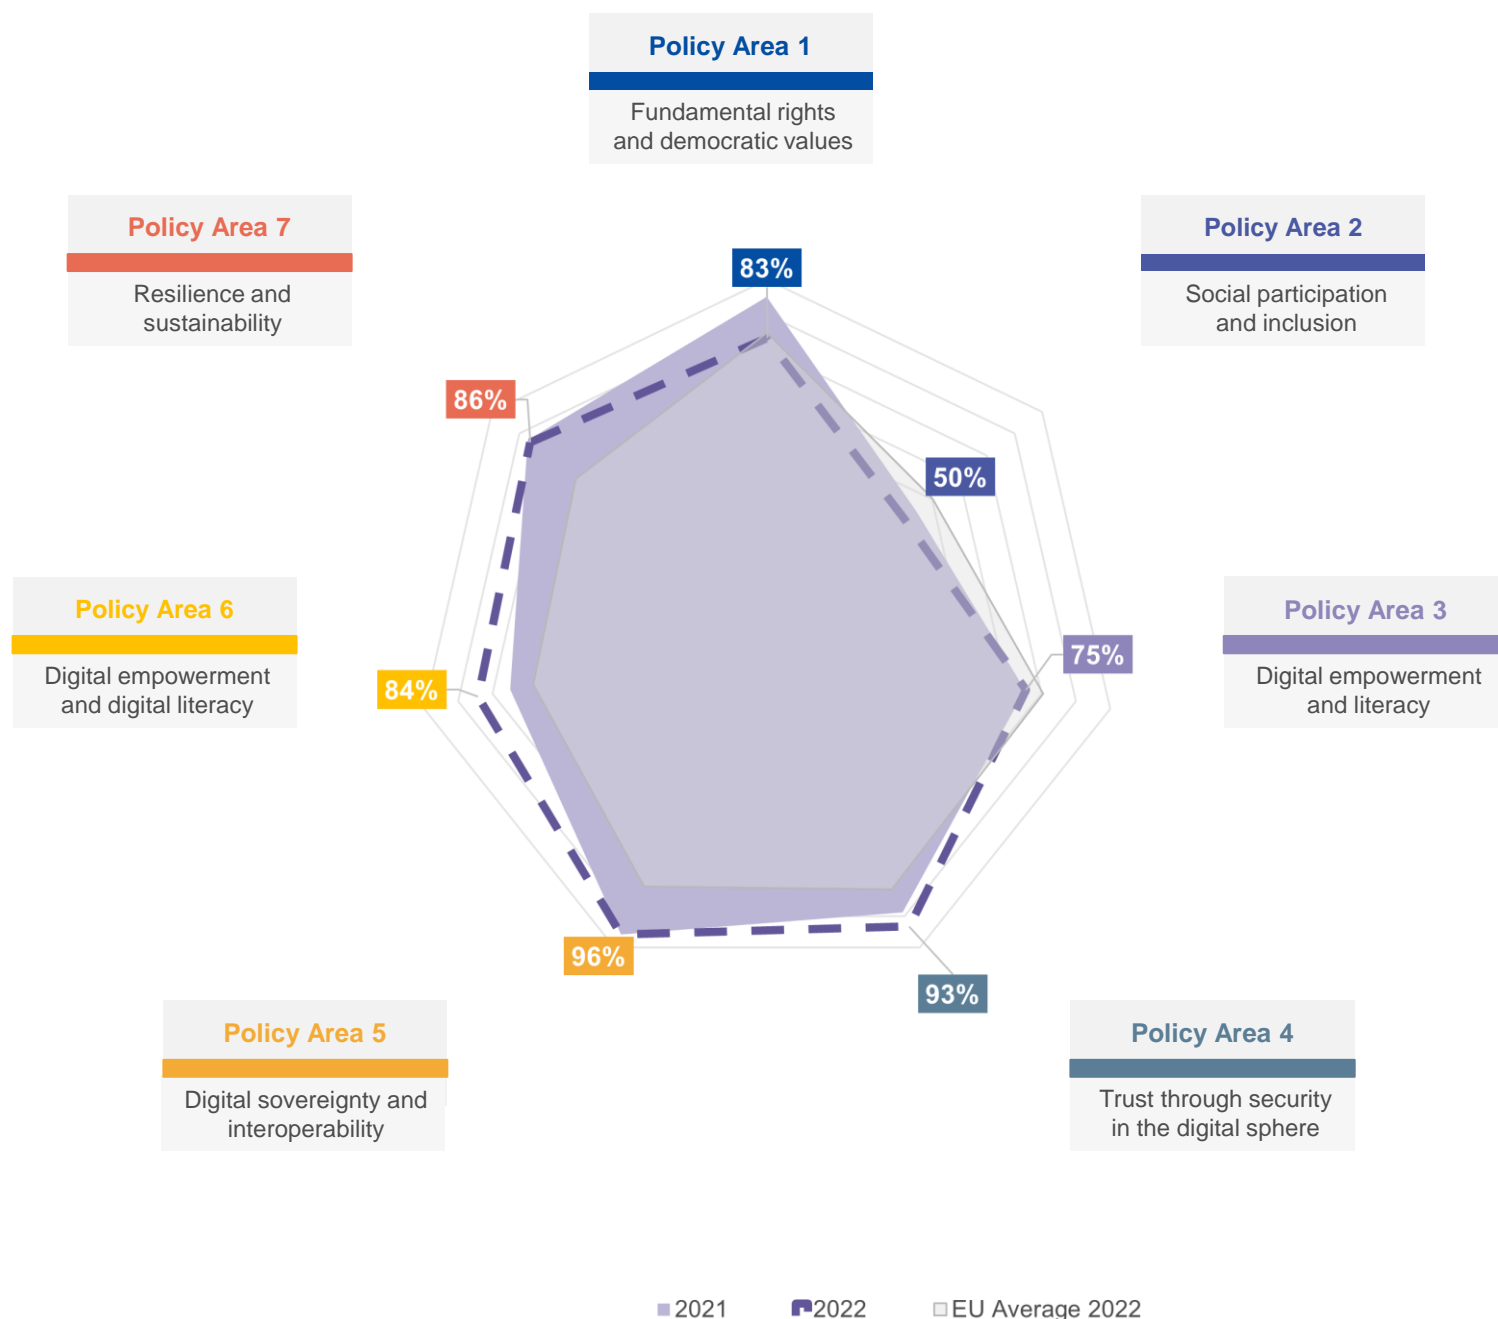 Policy Area 1
Fundamental rights
and democratic values
Policy Area 7
Resilience and
sustainability
Policy Area 2
Social participation
and inclusion
83%
86%
50%
Policy Area 6
Digital empowerment
and digital literacy
84%
75%
Policy Area 3
Digital empowerment
and literacy
96%
93%
Policy Area 5
Digital sovereignty and
interoperability
Policy Area 4
Trust through security
in the digital sphere
2021
2022
EU Average 2022